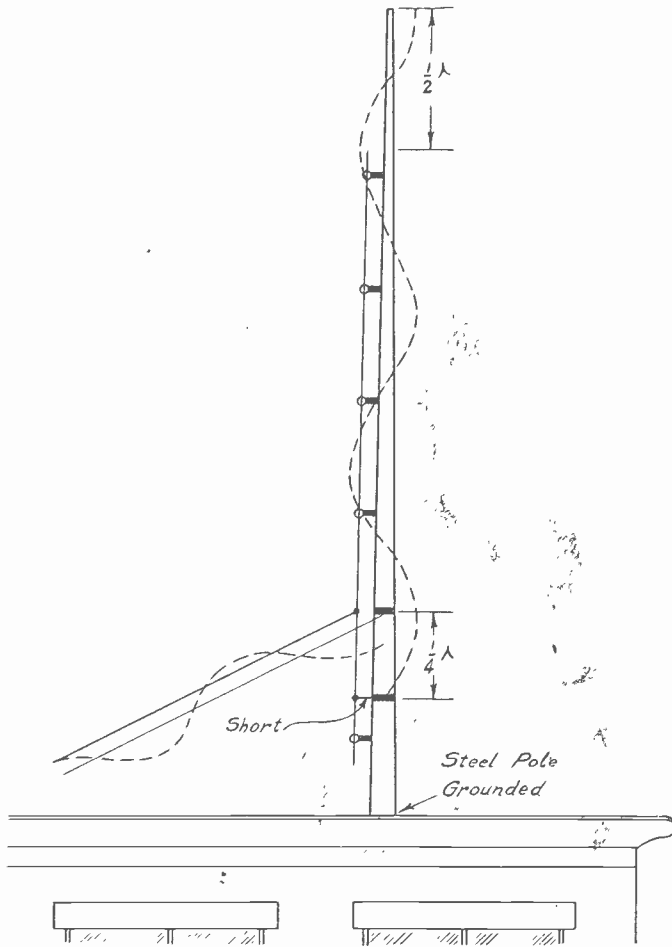 ½ λ
¼ λ
Short
Steel Pole
Grounded